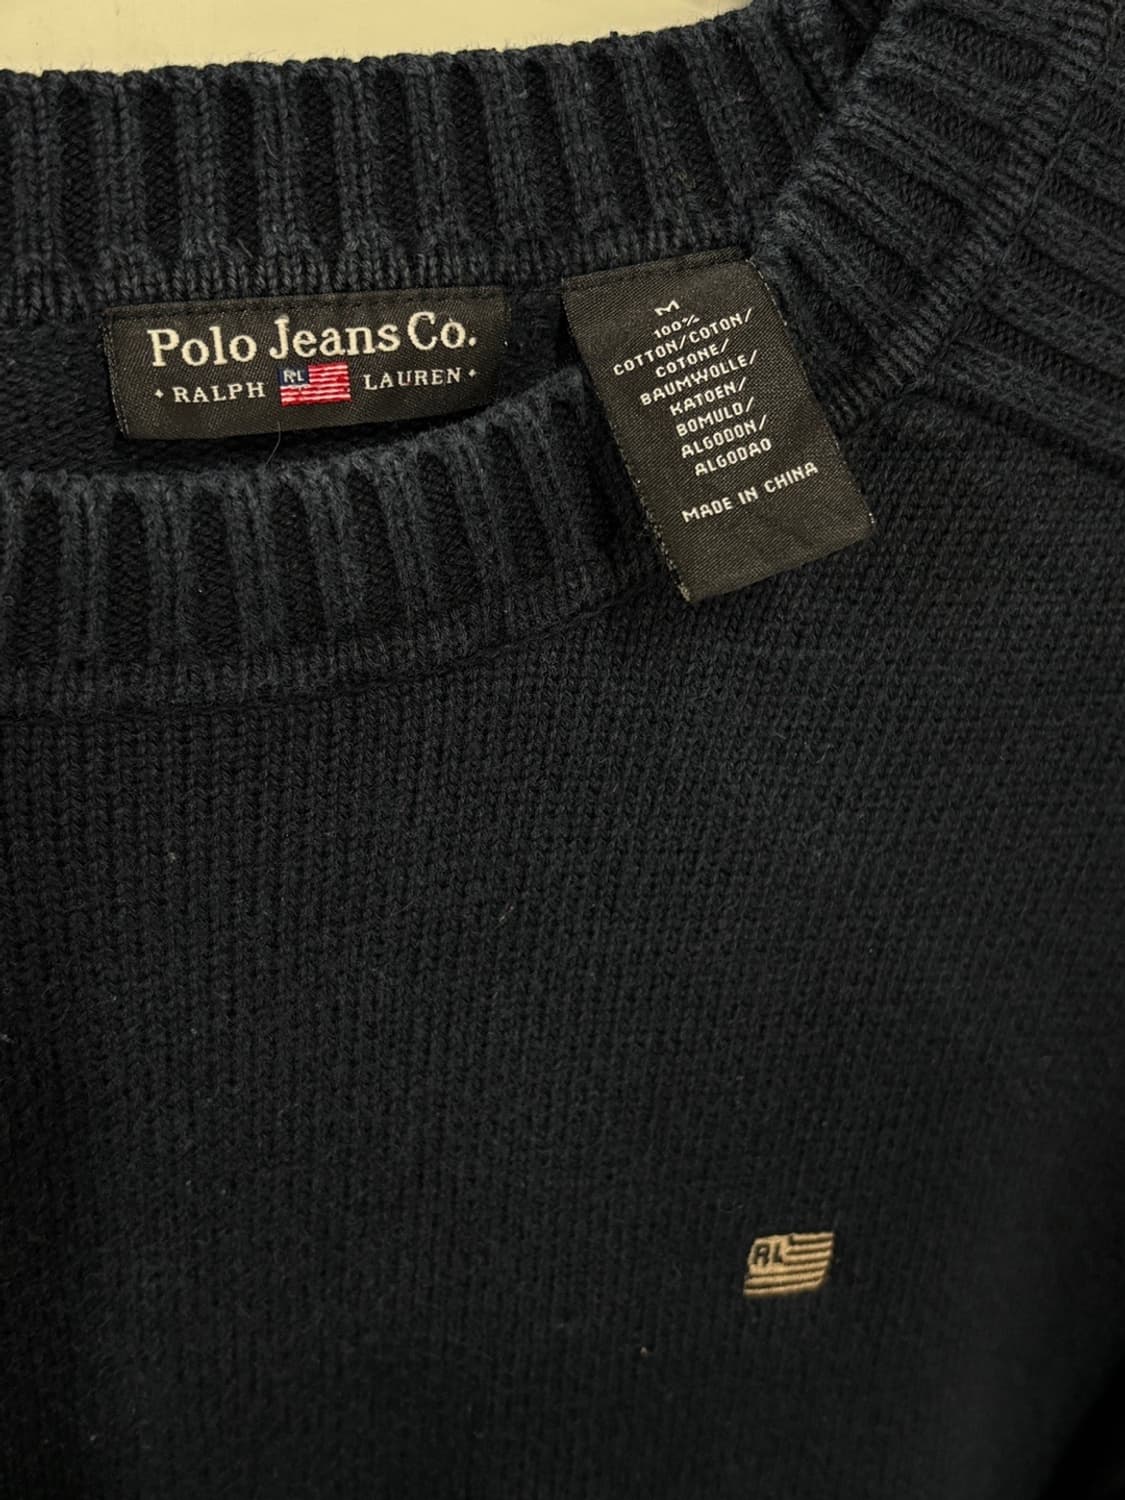 Polo Jeans Co.
RALPH RL LAUREN
M
100%
COTTON/COTON/
COTONE/
BAUMWOLLE/
KATOEN/
BOMULD/
ALGODON/
ALGODAO
MADE IN CHINA
RL